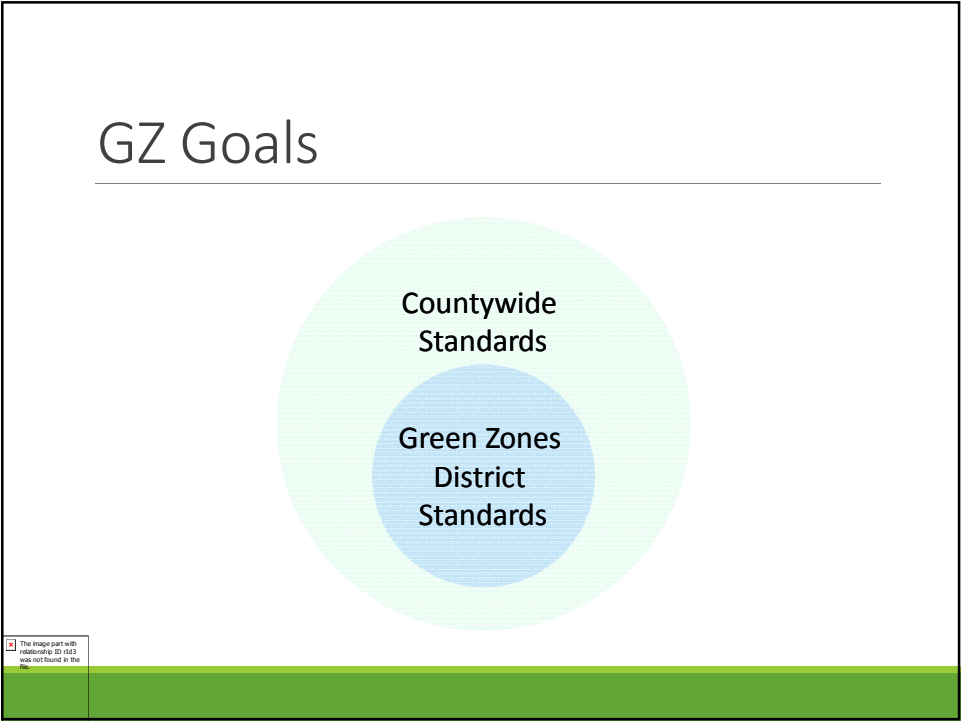 GZ Goals
Countywide
Standards
Green Zones
District
Standards
The image part with
relationship ID rId3
was not found in the
file.